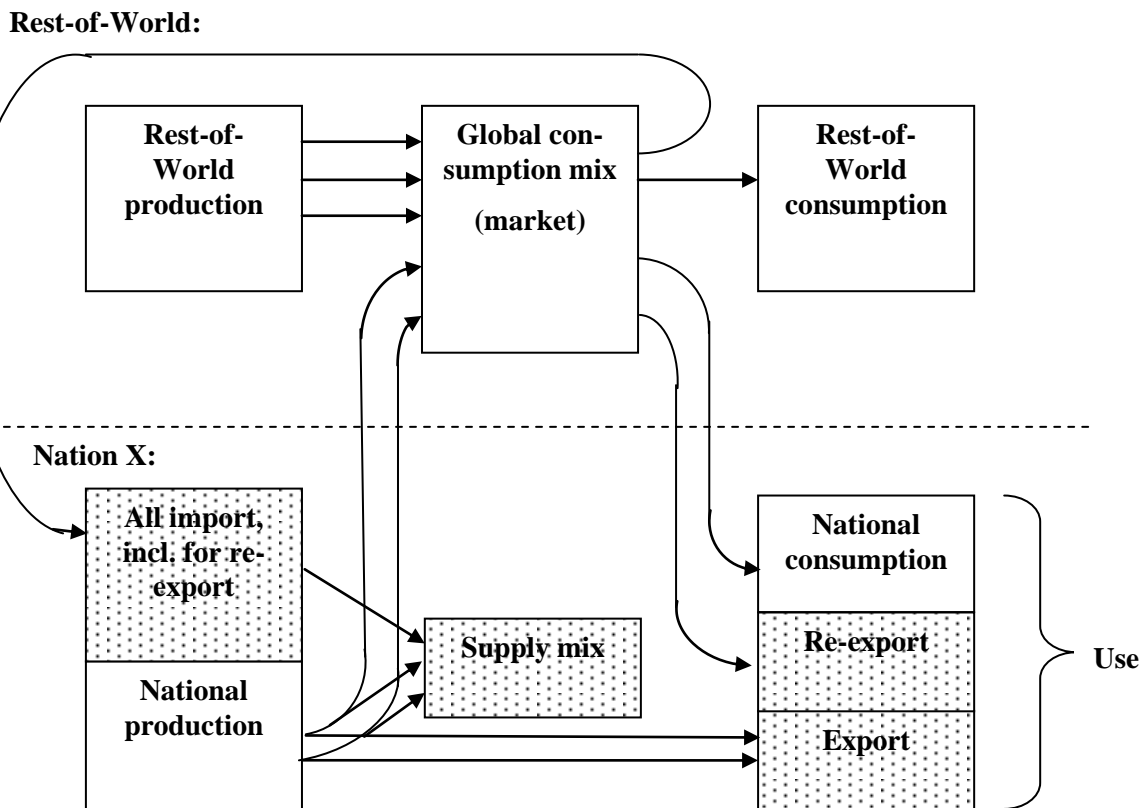 Rest-of-World:
Rest-of-
World
production
Global con-
sumption mix
(market)
Rest-of-
World
consumption
Nation X:
All import,
incl. for re-
export
National
production
Supply mix
National
consumption
Re-export
Export
Use